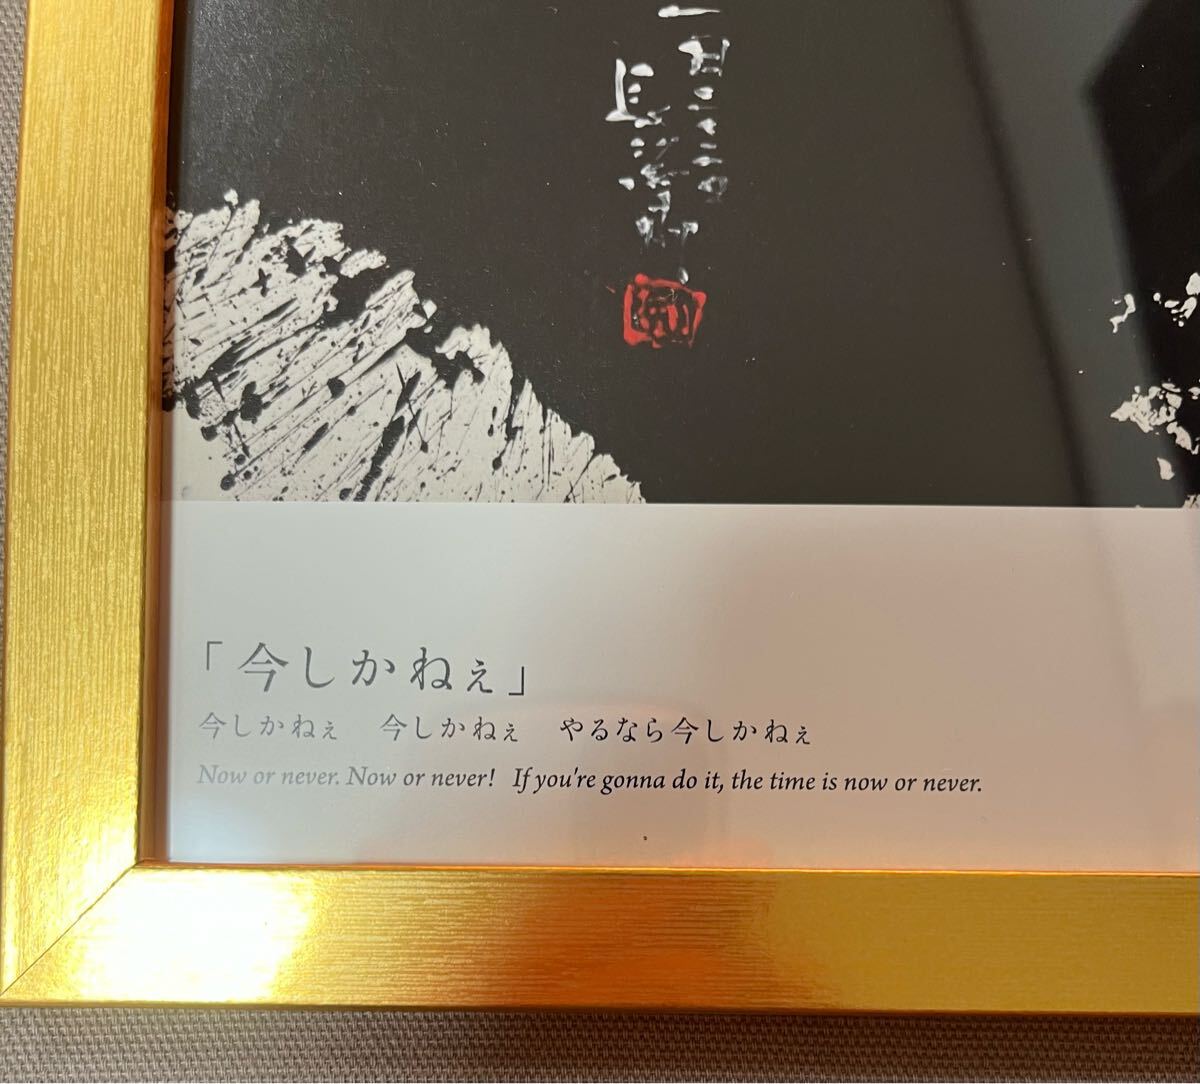 「今しかねぇ」
今しかねぇ 今しかねぇ やるなら今しかねぇ
Now or never. Now or never! If you're gonna do it, the time is now or never.